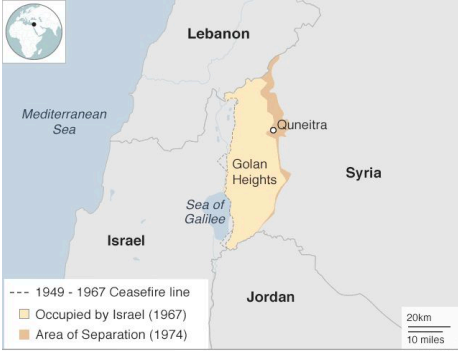 Lebanon
Mediterranean
Sea
Quneitra
Golan
Heights
Syria
Sea of
Galilee
Israel
Jordan
1949 - 1967 Ceasefire line
Occupied by Israel (1967)
Area of Separation (1974)
20km
10 miles